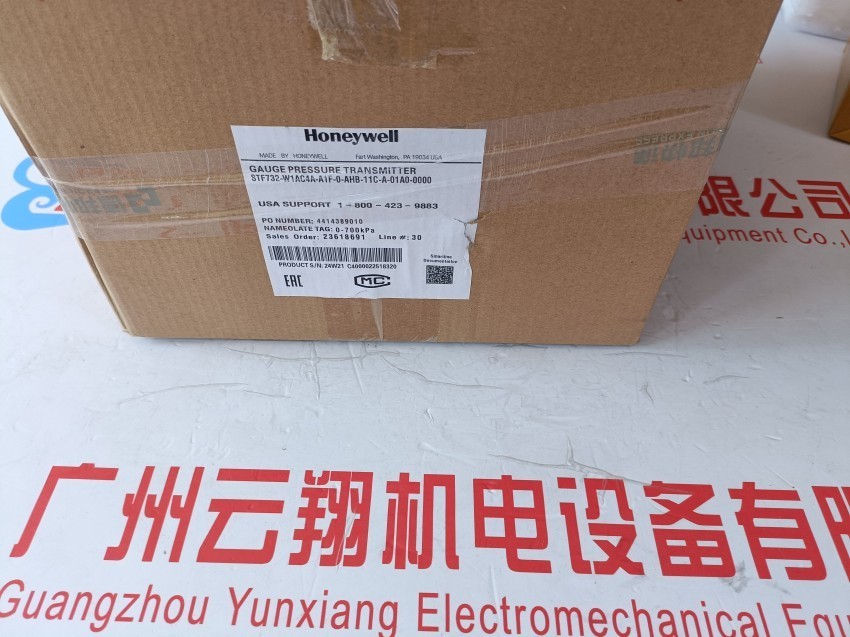 Honeywell
MADE BY HONEYWELL Fort Washington, PA 19034 USA
GAUGE PRESSURE TRANSMITTER
STF732-W1AC4A-A1F-0-AHB-11C-A-01A0-0000
USA SUPPORT 1-800-423-9883
PO NUMBER: 4414389010
NAMEOLATE TAG: 0-700kPa
Sales Order: 23618691 Line #: 30
Smartline
Documentation
PRODUCT S/N: 24W21 C4000022518320
EAC
MC
限公司
quipment Co.,
广州云翔机电设备有限
Guangzhou Yunxiang Electromechanical Equ